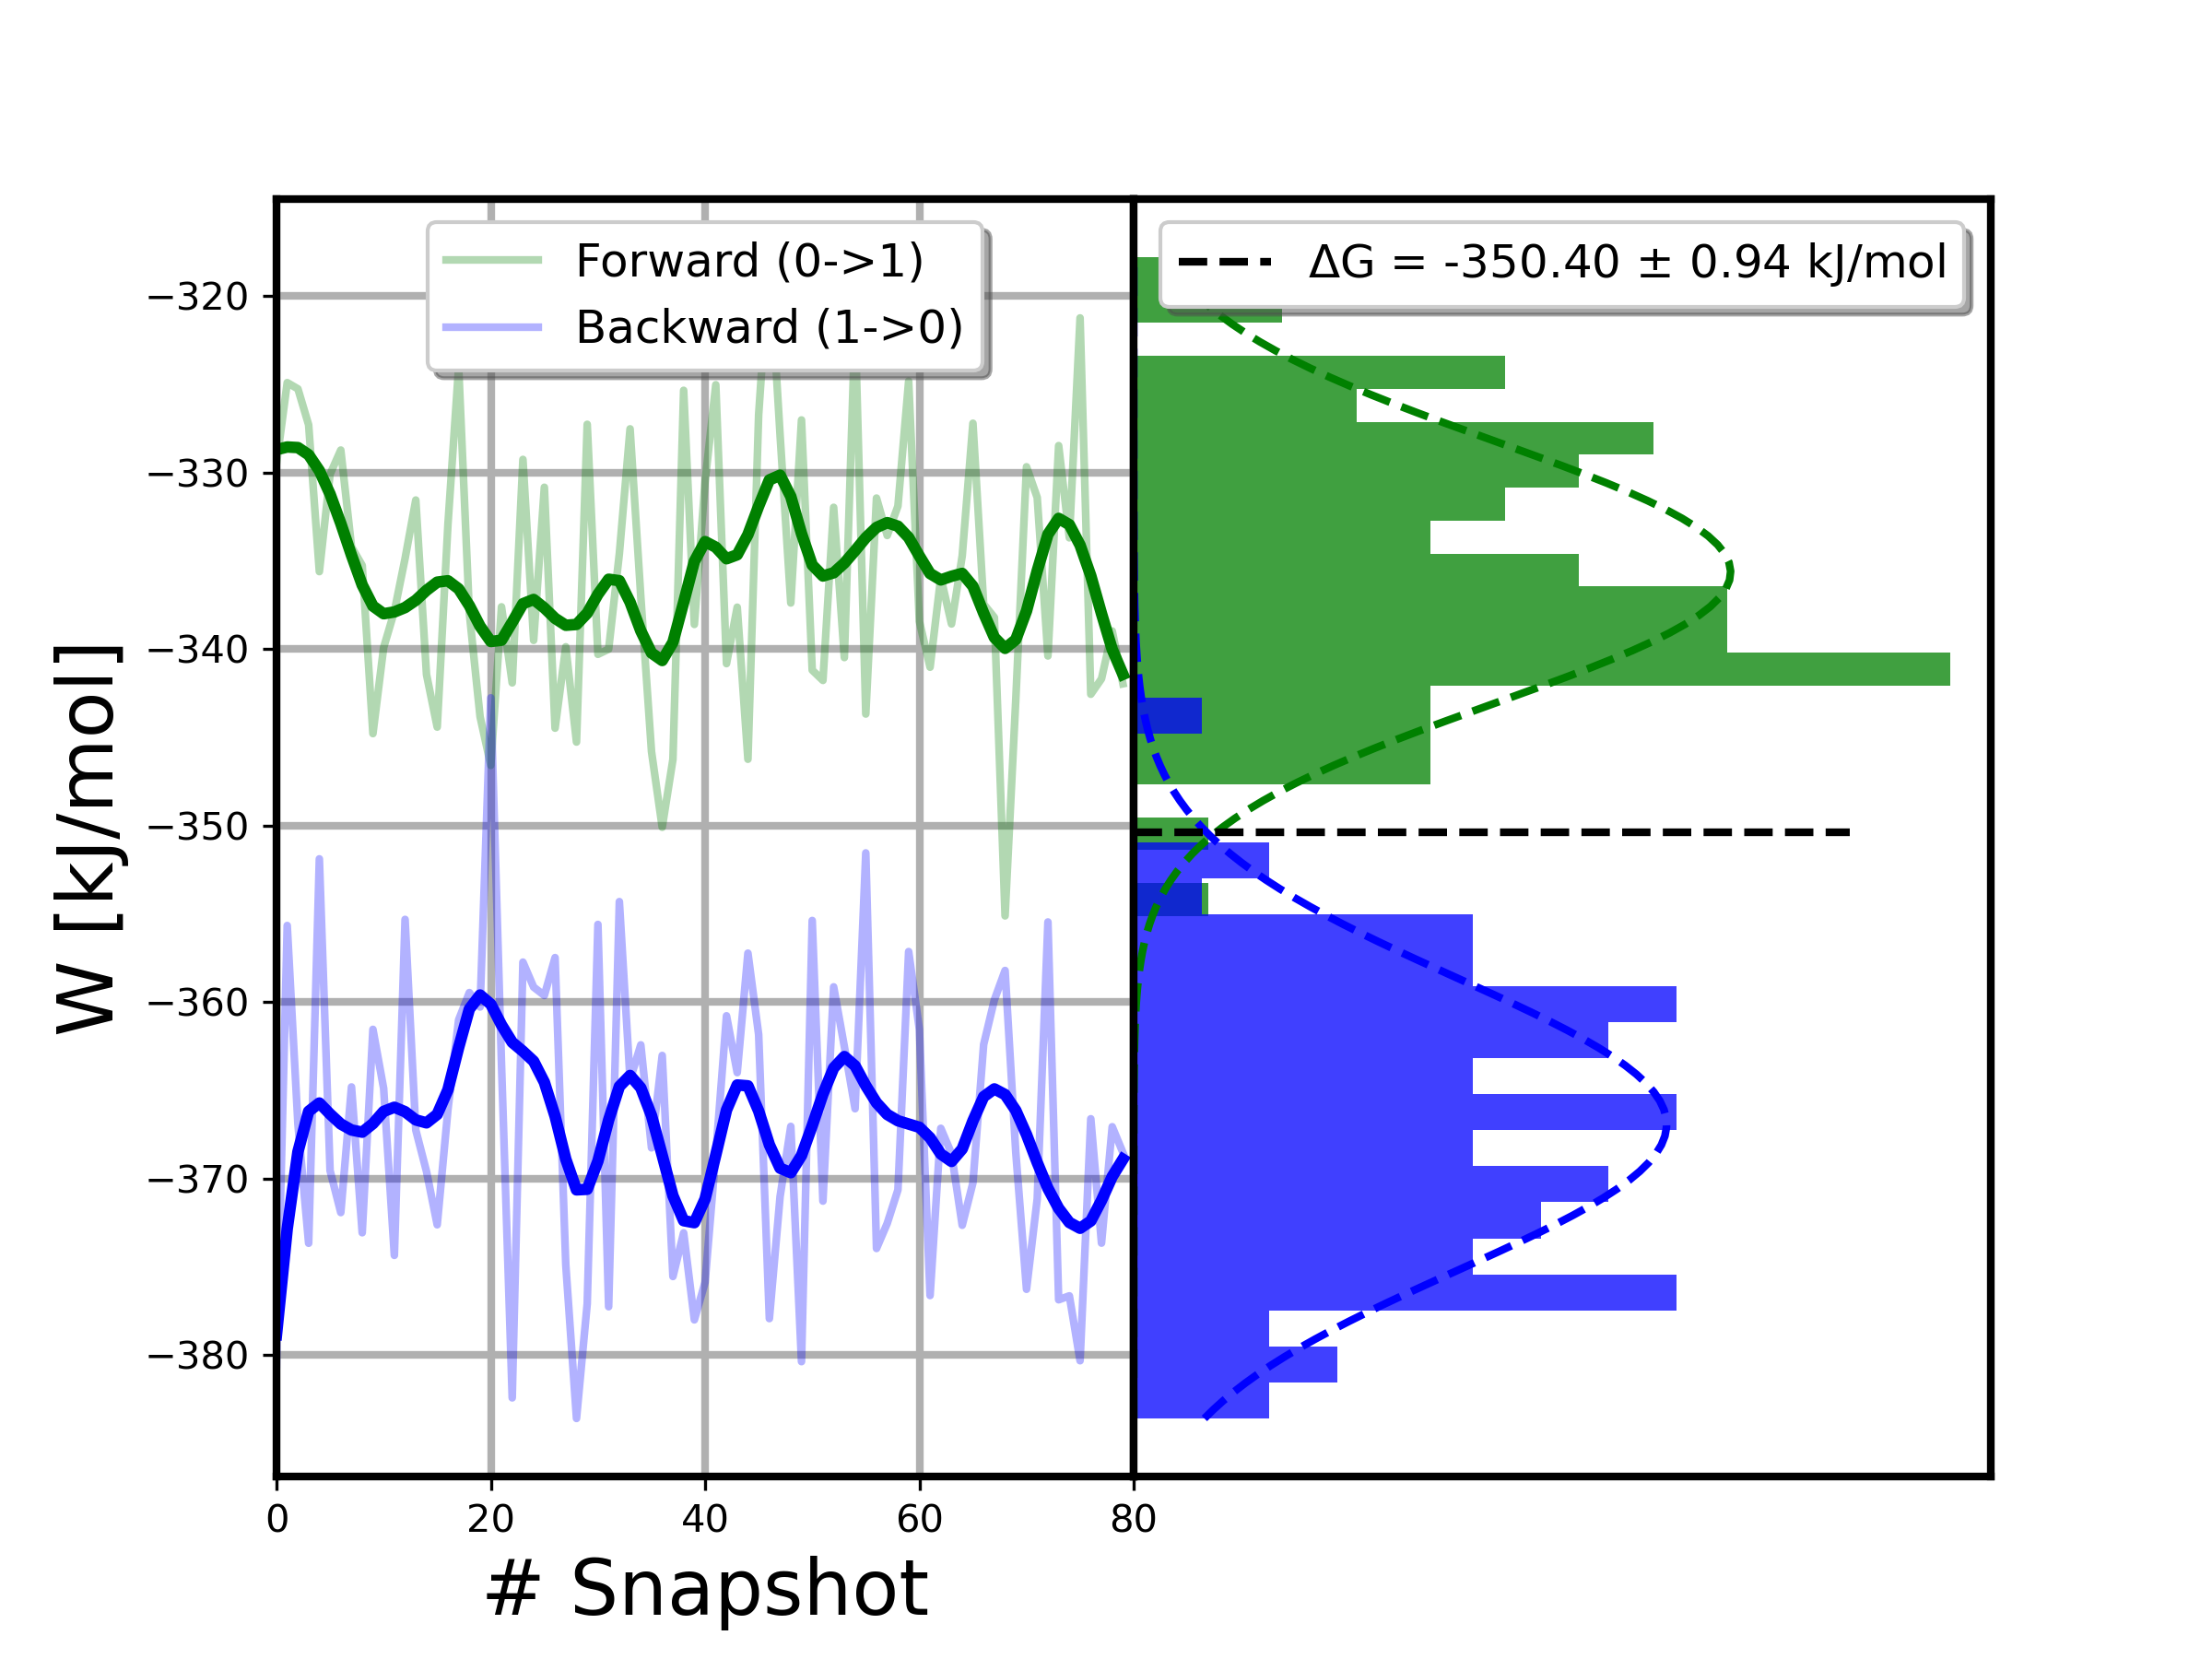 Forward (0->1)
Backward (1->0)
ΔG = -350.40 ± 0.94 kJ/mol
W [kJ/mol]
−320
−330
−340
−350
−360
−370
−380
0 20 40 60 80
# Snapshot